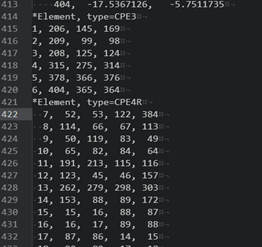 413 404, -17.5367126, -5.7511735
414 *Element, type=CPE3
415 1, 206, 145, 169
416 2, 209, 99, 98
417 3, 208, 125, 124
418 4, 315, 275, 314
419 5, 378, 366, 376
420 6, 404, 365, 364
421 *Element, type=CPE4R
422 7, 52, 53, 122, 384
423 8, 114, 66, 67, 113
424 9, 50, 119, 83, 49
425 10, 65, 82, 84, 64
426 11, 191, 213, 115, 116
427 12, 123, 45, 46, 157
428 13, 262, 279, 298, 303
429 14, 153, 88, 89, 172
430 15, 15, 16, 88, 87
431 16, 16, 17, 89, 88
432 17, 87, 86, 14, 15